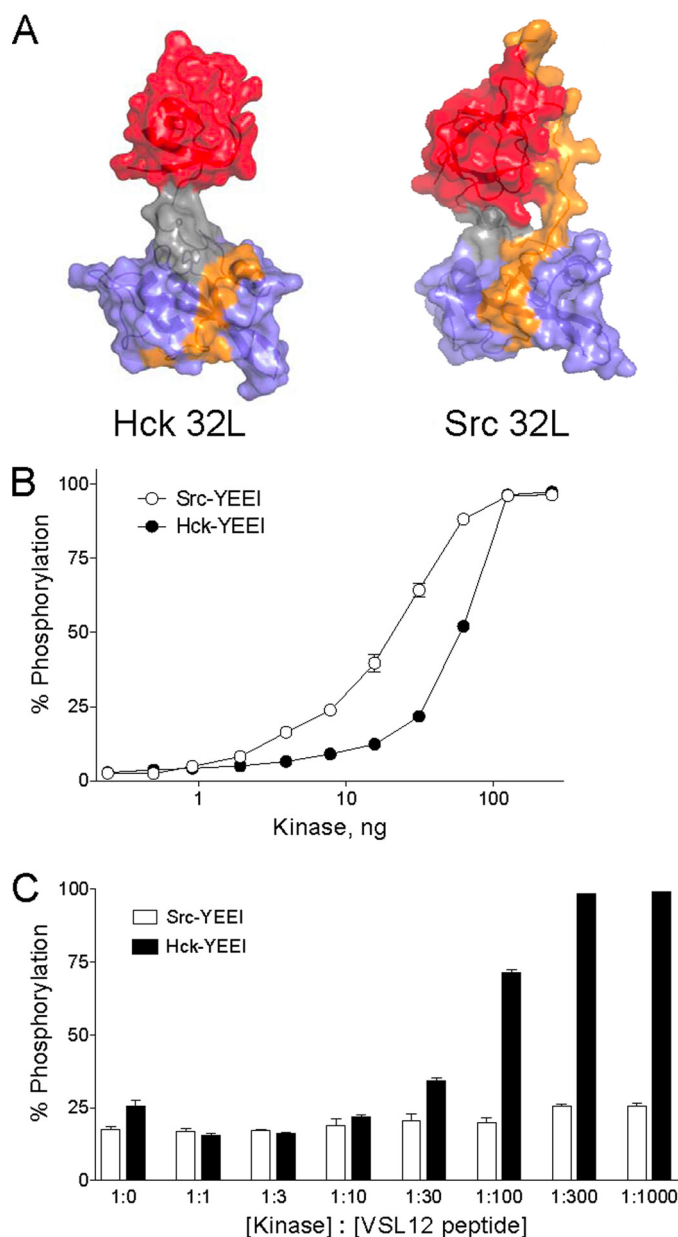 A
Hck 32L
Src 32L
B
100
75
50
25
0
% Phosphorylation
Src-YEEI
Hck-YEEI
1
10
100
Kinase, ng
C
100
75
50
25
0
% Phosphorylation
Src-YEEI
Hck-YEEI
1:0
1:1
1:3
1:10
1:30
1:100
1:300
1:1000
[Kinase] : [VSL12 peptide]